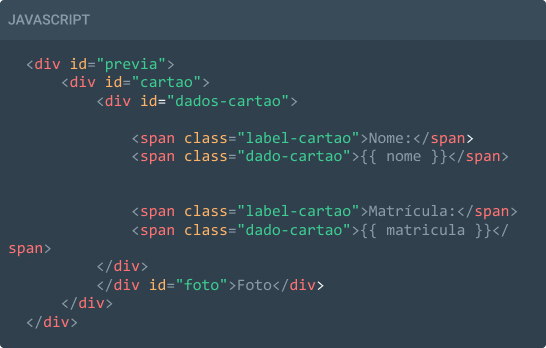 JAVASCRIPT
<div id="previa">
<div id="cartao">
<div id="dados-cartao">
<span class="label-cartao">Nome:</span>
<span class="dado-cartao">{{ nome }}</span>
<span class="label-cartao">Matrícula:</span>
<span class="dado-cartao">{{ matricula }}</
span>
</div>
</div id="foto">Foto</div>
</div>
</div>